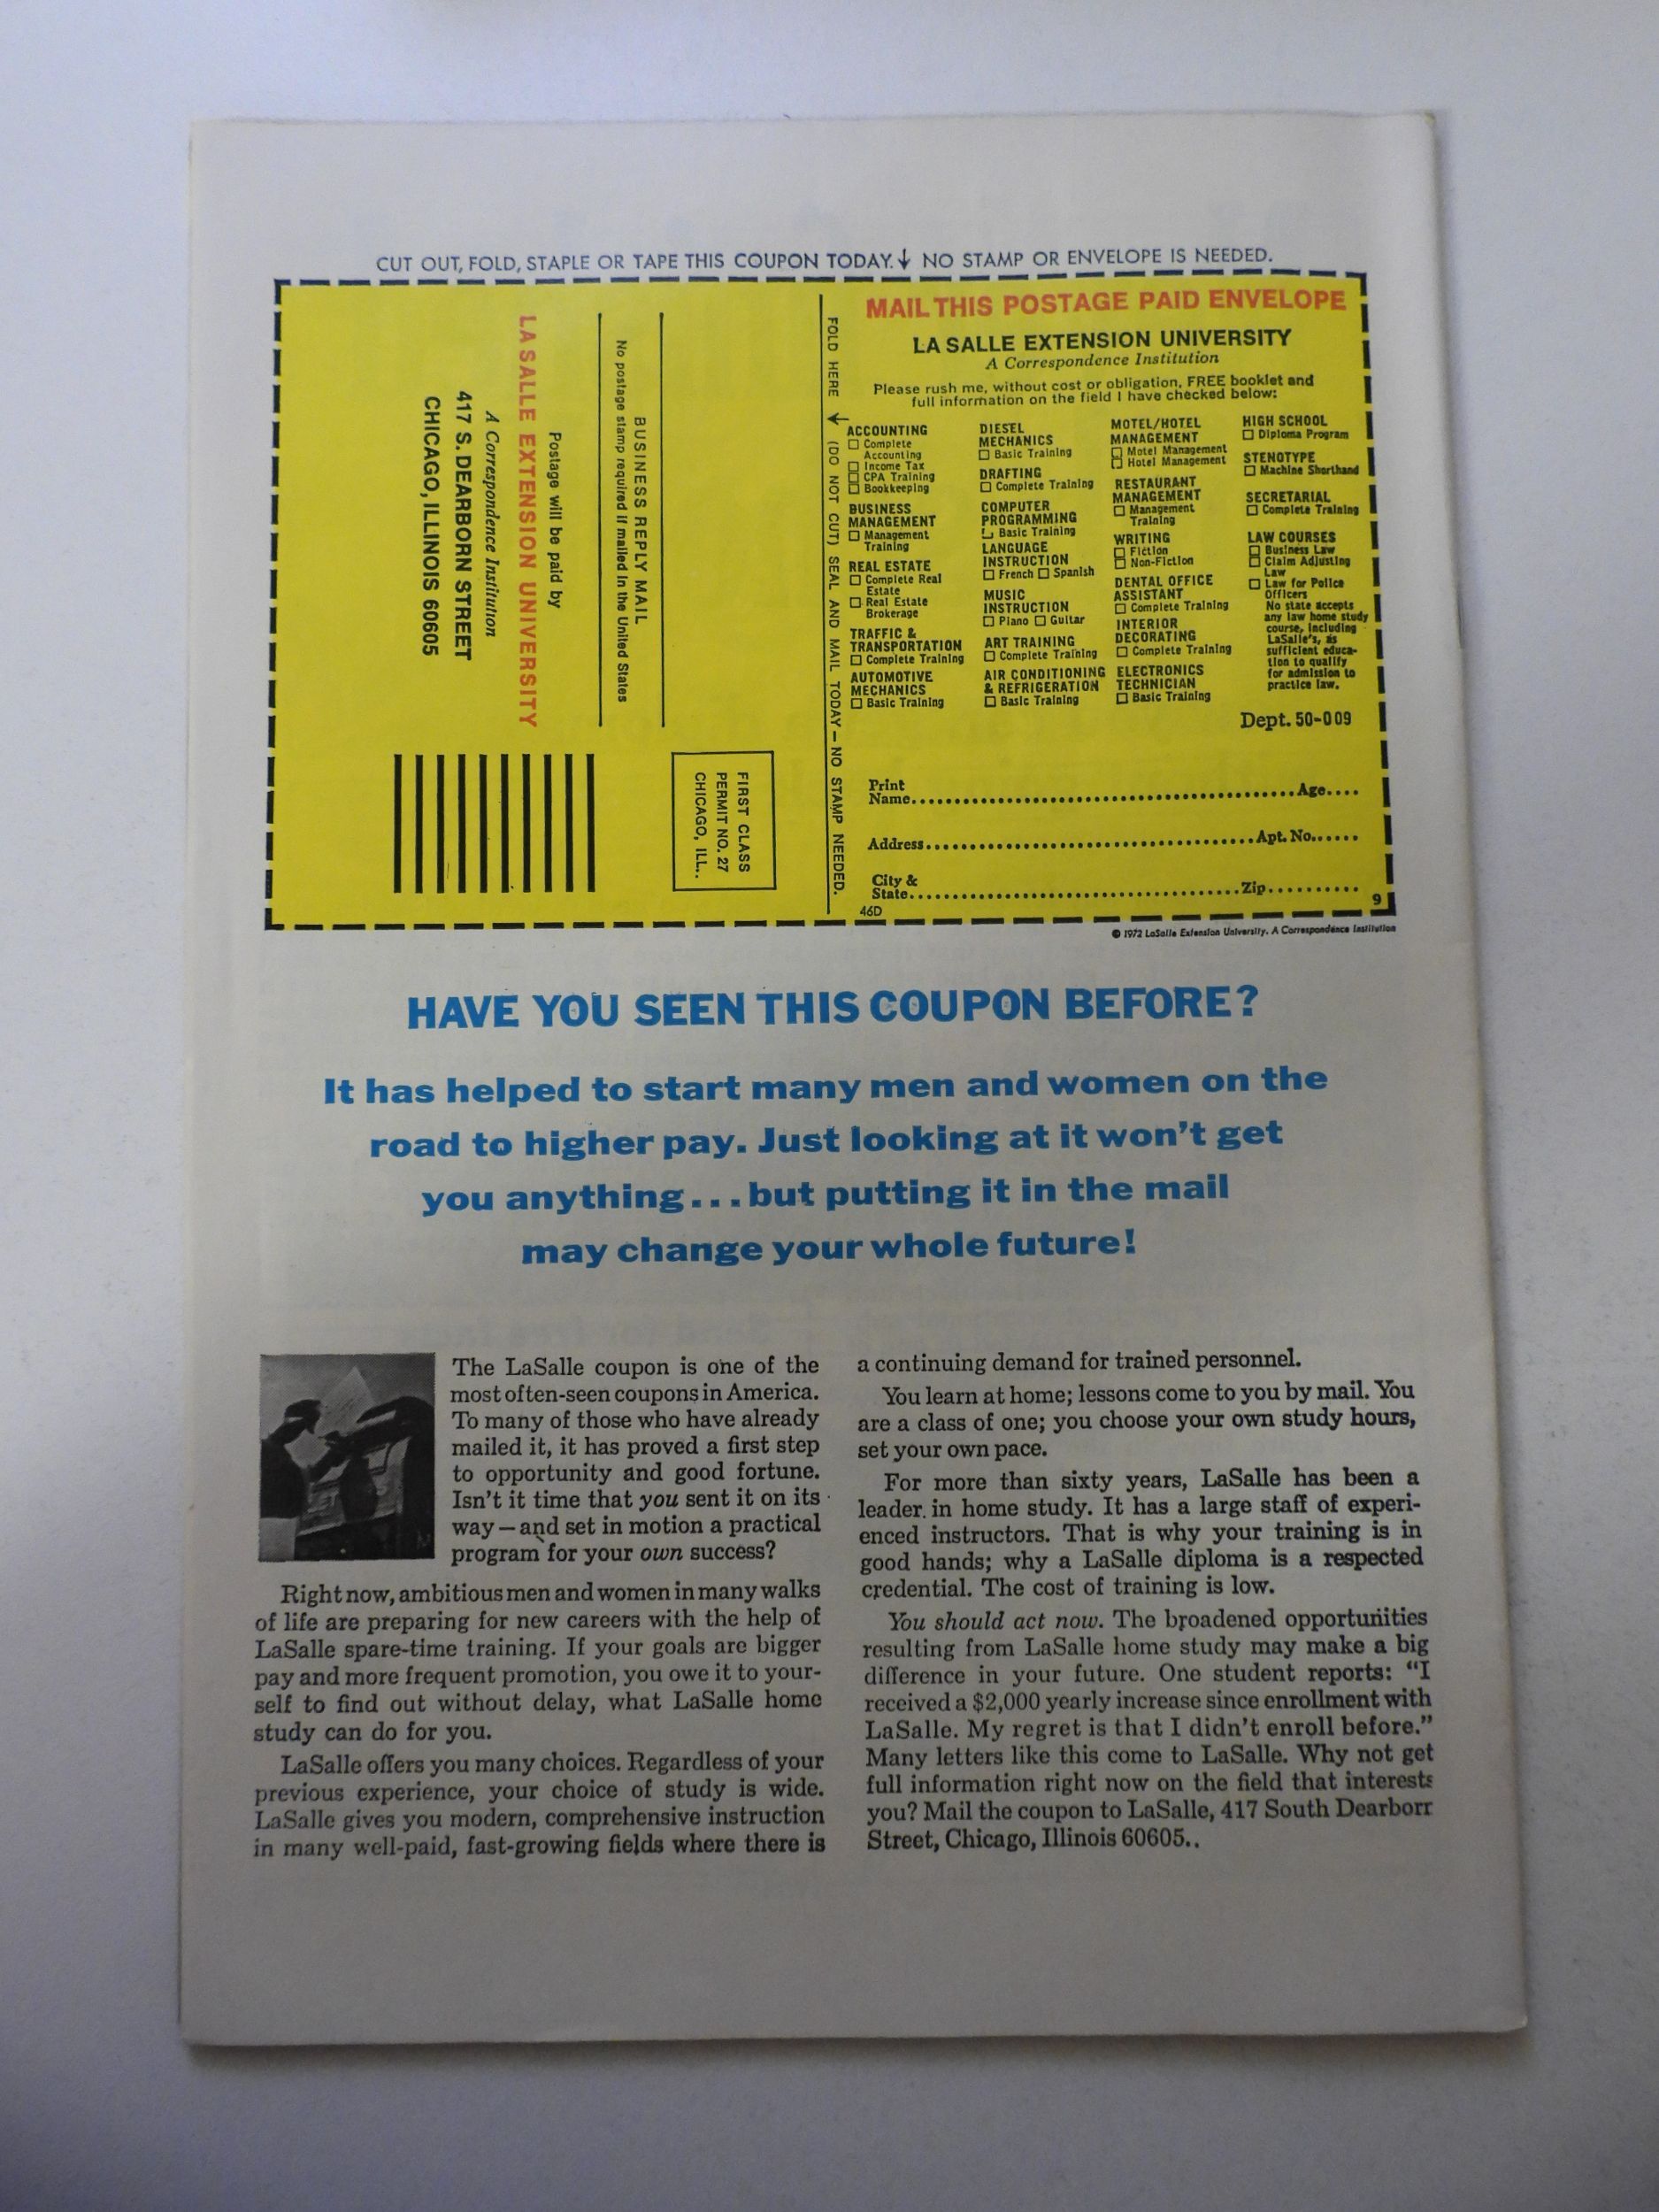 CUT OUT, FOLD, STAPLE OR TAPE THIS COUPON TODAY.↓ NO STAMP OR ENVELOPE IS NEEDED.
BUSINESS REPLY MAIL
No postage stamp required if mailed in the United States
Postage will be paid by
LA SALLE EXTENSION UNIVERSITY
A Correspondence Institution
417 S. DEARBORN STREET
CHICAGO, ILLINOIS 60605
FIRST CLASS
PERMIT NO. 27
CHICAGO, ILL..
FOLD HERE ↓ (DO NOT CUT) SEAL AND MAIL TODAY — NO STAMP NEEDED.
MAIL THIS POSTAGE PAID ENVELOPE
LA SALLE EXTENSION UNIVERSITY
A Correspondence Institution
Please rush me, without cost or obligation, FREE booklet and
full information on the field I have checked below:
ACCOUNTING
☐ Complete
Accounting
☐ Income Tax
☐ CPA Training
☐ Bookkeeping
BUSINESS
MANAGEMENT
☐ Management
Training
REAL ESTATE
☐ Complete Real
Estate
☐ Real Estate
Brokerage
TRAFFIC &
TRANSPORTATION
☐ Complete Training
AUTOMOTIVE
MECHANICS
☐ Basic Training
DIESEL
MECHANICS
☐ Basic Training
DRAFTING
☐ Complete Training
COMPUTER
PROGRAMMING
☐ Basic Training
LANGUAGE
INSTRUCTION
☐ French ☐ Spanish
MUSIC
INSTRUCTION
☐ Piano ☐ Guitar
ART TRAINING
☐ Complete Training
AIR CONDITIONING
& REFRIGERATION
☐ Basic Training
MOTEL/HOTEL
MANAGEMENT
☐ Motel Management
☐ Hotel Management
RESTAURANT
MANAGEMENT
☐ Management
Training
WRITING
☐ Fiction
☐ Non-Fiction
DENTAL OFFICE
ASSISTANT
☐ Complete Training
INTERIOR
DECORATING
☐ Complete Training
ELECTRONICS
TECHNICIAN
☐ Basic Training
HIGH SCHOOL
☐ Diploma Program
STENOTYPE
☐ Machine Shorthand
SECRETARIAL
☐ Complete Training
LAW COURSES
☐ Business Law
☐ Claim Adjusting
Law
☐ Law for Police
Officers
No state accepts
any law home study
course, including
LaSalle's, as
sufficient educa-
tion to qualify
for admission to
practice law.
Dept. 50-009
Print
Name.......... Age....
Address.......... Apt. No......
City &
State.......... Zip..........
46D
9
© 1972 LaSalle Extension University. A Correspondence Institution
HAVE YOU SEEN THIS COUPON BEFORE?
It has helped to start many men and women on the
road to higher pay. Just looking at it won't get
you anything...but putting it in the mail
may change your whole future!
The LaSalle coupon is one of the
most often-seen coupons in America.
To many of those who have already
mailed it, it has proved a first step
to opportunity and good fortune.
Isn't it time that you sent it on its
way—and set in motion a practical
program for your own success?
Right now, ambitious men and women in many walks
of life are preparing for new careers with the help of
LaSalle spare-time training. If your goals are bigger
pay and more frequent promotion, you owe it to your-
self to find out without delay, what LaSalle home
study can do for you.
LaSalle offers you many choices. Regardless of your
previous experience, your choice of study is wide.
LaSalle gives you modern, comprehensive instruction
in many well-paid, fast-growing fields where there is
a continuing demand for trained personnel.
You learn at home; lessons come to you by mail. You
are a class of one; you choose your own study hours,
set your own pace.
For more than sixty years, LaSalle has been a
leader in home study. It has a large staff of experi-
enced instructors. That is why your training is in
good hands; why a LaSalle diploma is a respected
credential. The cost of training is low.
You should act now. The broadened opportunities
resulting from LaSalle home study may make a big
difference in your future. One student reports: "I
received a $2,000 yearly increase since enrollment with
LaSalle. My regret is that I didn't enroll before."
Many letters like this come to LaSalle. Why not get
full information right now on the field that interests
you? Mail the coupon to LaSalle, 417 South Dearborn
Street, Chicago, Illinois 60605..